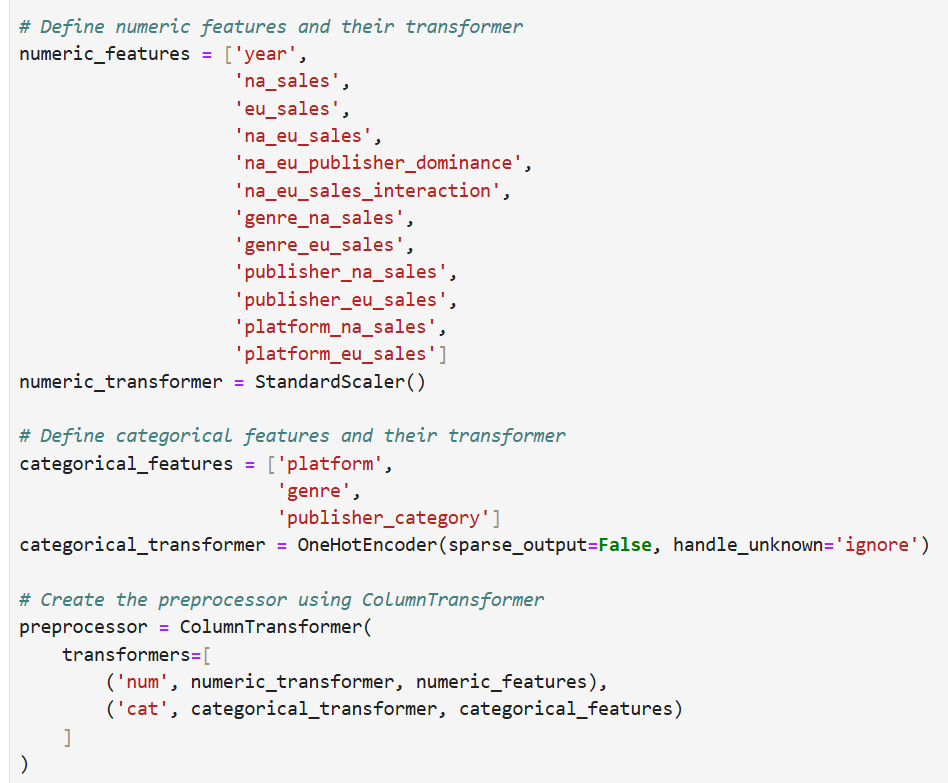 # Define numeric features and their transformer
numeric_features = ['year',
                    'na_sales',
                    'eu_sales',
                    'na_eu_sales',
                    'na_eu_publisher_dominance',
                    'na_eu_sales_interaction',
                    'genre_na_sales',
                    'genre_eu_sales',
                    'publisher_na_sales',
                    'publisher_eu_sales',
                    'platform_na_sales',
                    'platform_eu_sales']
numeric_transformer = StandardScaler()

# Define categorical features and their transformer
categorical_features = ['platform',
                        'genre',
                        'publisher_category']
categorical_transformer = OneHotEncoder(sparse_output=False, handle_unknown='ignore')

# Create the preprocessor using ColumnTransformer
preprocessor = ColumnTransformer(
    transformers=[
        ('num', numeric_transformer, numeric_features),
        ('cat', categorical_transformer, categorical_features)
    ]
)